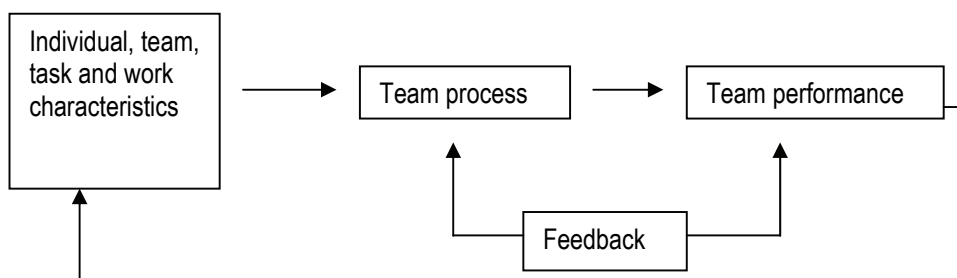 Individual, team,
task and work
characteristics
Team process
Team performance
Feedback